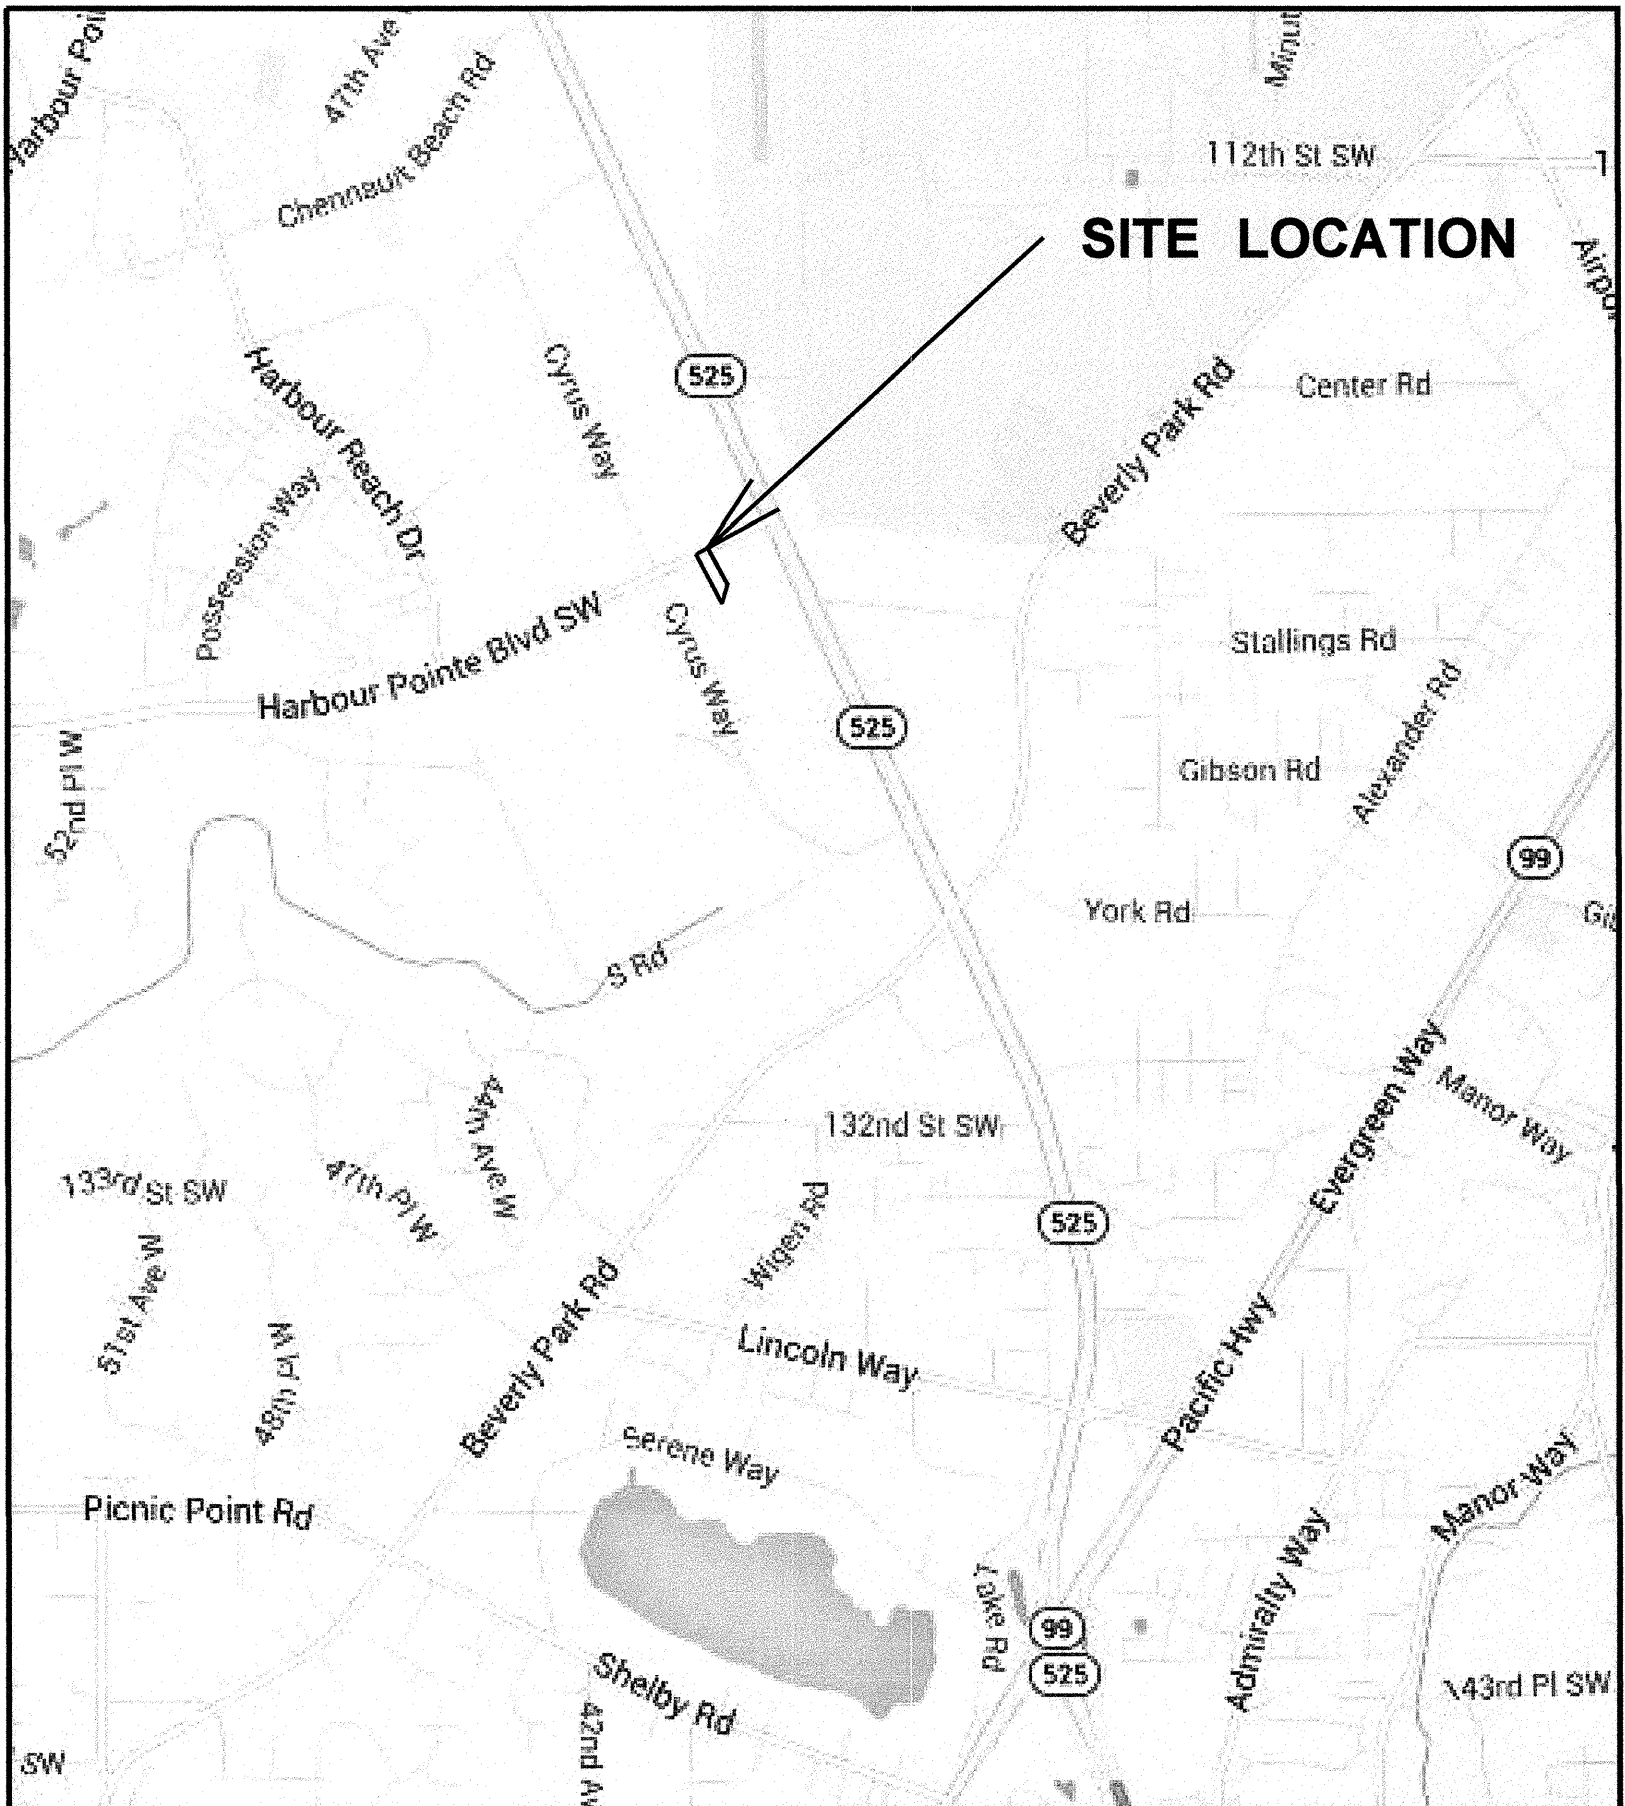 47th Ave
Chennault Beach Rd
112th St SW
SITE LOCATION
525
Harbour Reach Dr
Cyrus Way
Beverly Park Rd
Center Rd
Possession Way
Harbour Pointe Blvd SW
Cyrus Way
Stallings Rd
525
52nd Pl W
Gibson Rd
Alexander Rd
99
York Rd
S Rd
44th Ave W
132nd St SW
Evergreen Way
Manor Way
133rd St SW
47th Pl W
Wigen Rd
525
51st Ave W
48th Pl W
Beverly Park Rd
Lincoln Way
Pacific Hwy
Serene Way
Manor Way
Picnic Point Rd
Lake Rd
Admiralty Way
99
525
Shelby Rd
43rd Pl SW
42nd Av
SW